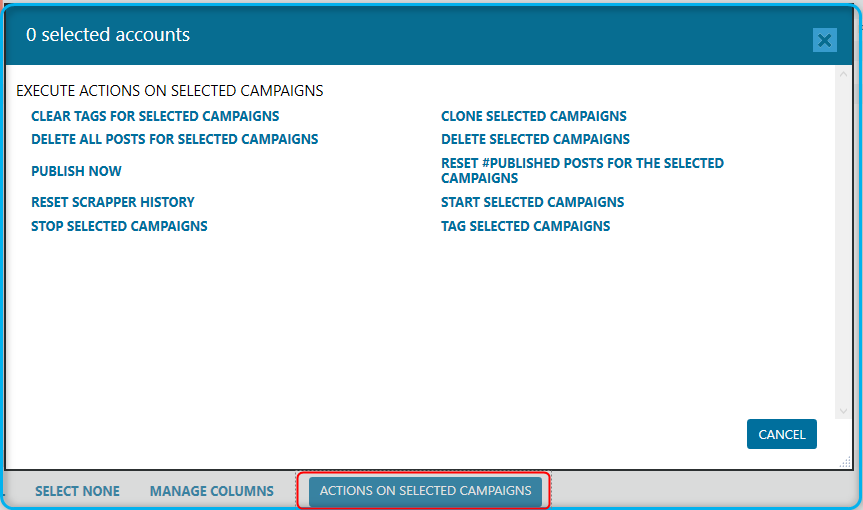 0 selected accounts
EXECUTE ACTIONS ON SELECTED CAMPAIGNS
CLEAR TAGS FOR SELECTED CAMPAIGNS
CLONE SELECTED CAMPAIGNS
DELETE ALL POSTS FOR SELECTED CAMPAIGNS
DELETE SELECTED CAMPAIGNS
PUBLISH NOW
RESET #PUBLISHED POSTS FOR THE SELECTED
CAMPAIGNS
RESET SCRAPPER HISTORY
START SELECTED CAMPAIGNS
STOP SELECTED CAMPAIGNS
TAG SELECTED CAMPAIGNS
CANCEL
SELECT NONE
MANAGE COLUMNS
ACTIONS ON SELECTED CAMPAIGNS